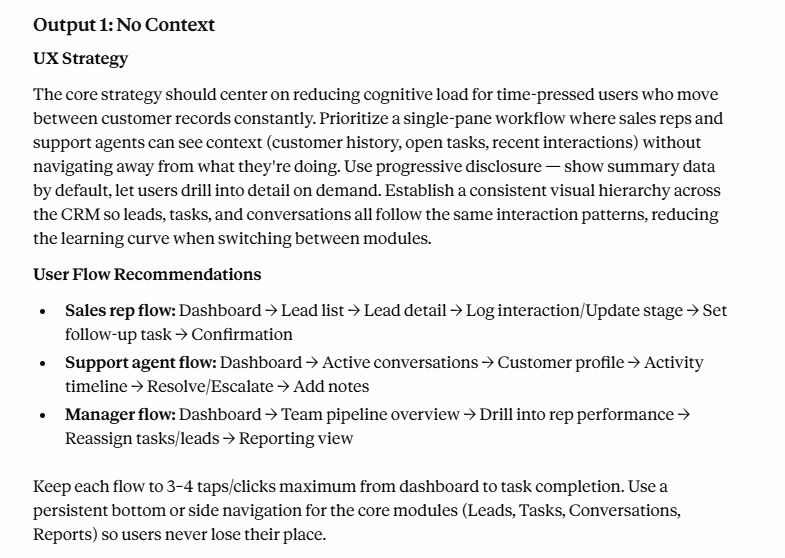 Output 1: No Context
UX Strategy
The core strategy should center on reducing cognitive load for time-pressed users who move
between customer records constantly. Prioritize a single-pane workflow where sales reps and
support agents can see context (customer history, open tasks, recent interactions) without
navigating away from what they're doing. Use progressive disclosure — show summary data
by default, let users drill into detail on demand. Establish a consistent visual hierarchy across
the CRM so leads, tasks, and conversations all follow the same interaction patterns, reducing
the learning curve when switching between modules.
User Flow Recommendations
• Sales rep flow: Dashboard → Lead list → Lead detail → Log interaction/Update stage → Set
follow-up task → Confirmation
• Support agent flow: Dashboard → Active conversations → Customer profile → Activity
timeline → Resolve/Escalate → Add notes
• Manager flow: Dashboard → Team pipeline overview → Drill into rep performance →
Reassign tasks/leads → Reporting view
Keep each flow to 3–4 taps/clicks maximum from dashboard to task completion. Use a
persistent bottom or side navigation for the core modules (Leads, Tasks, Conversations,
Reports) so users never lose their place.